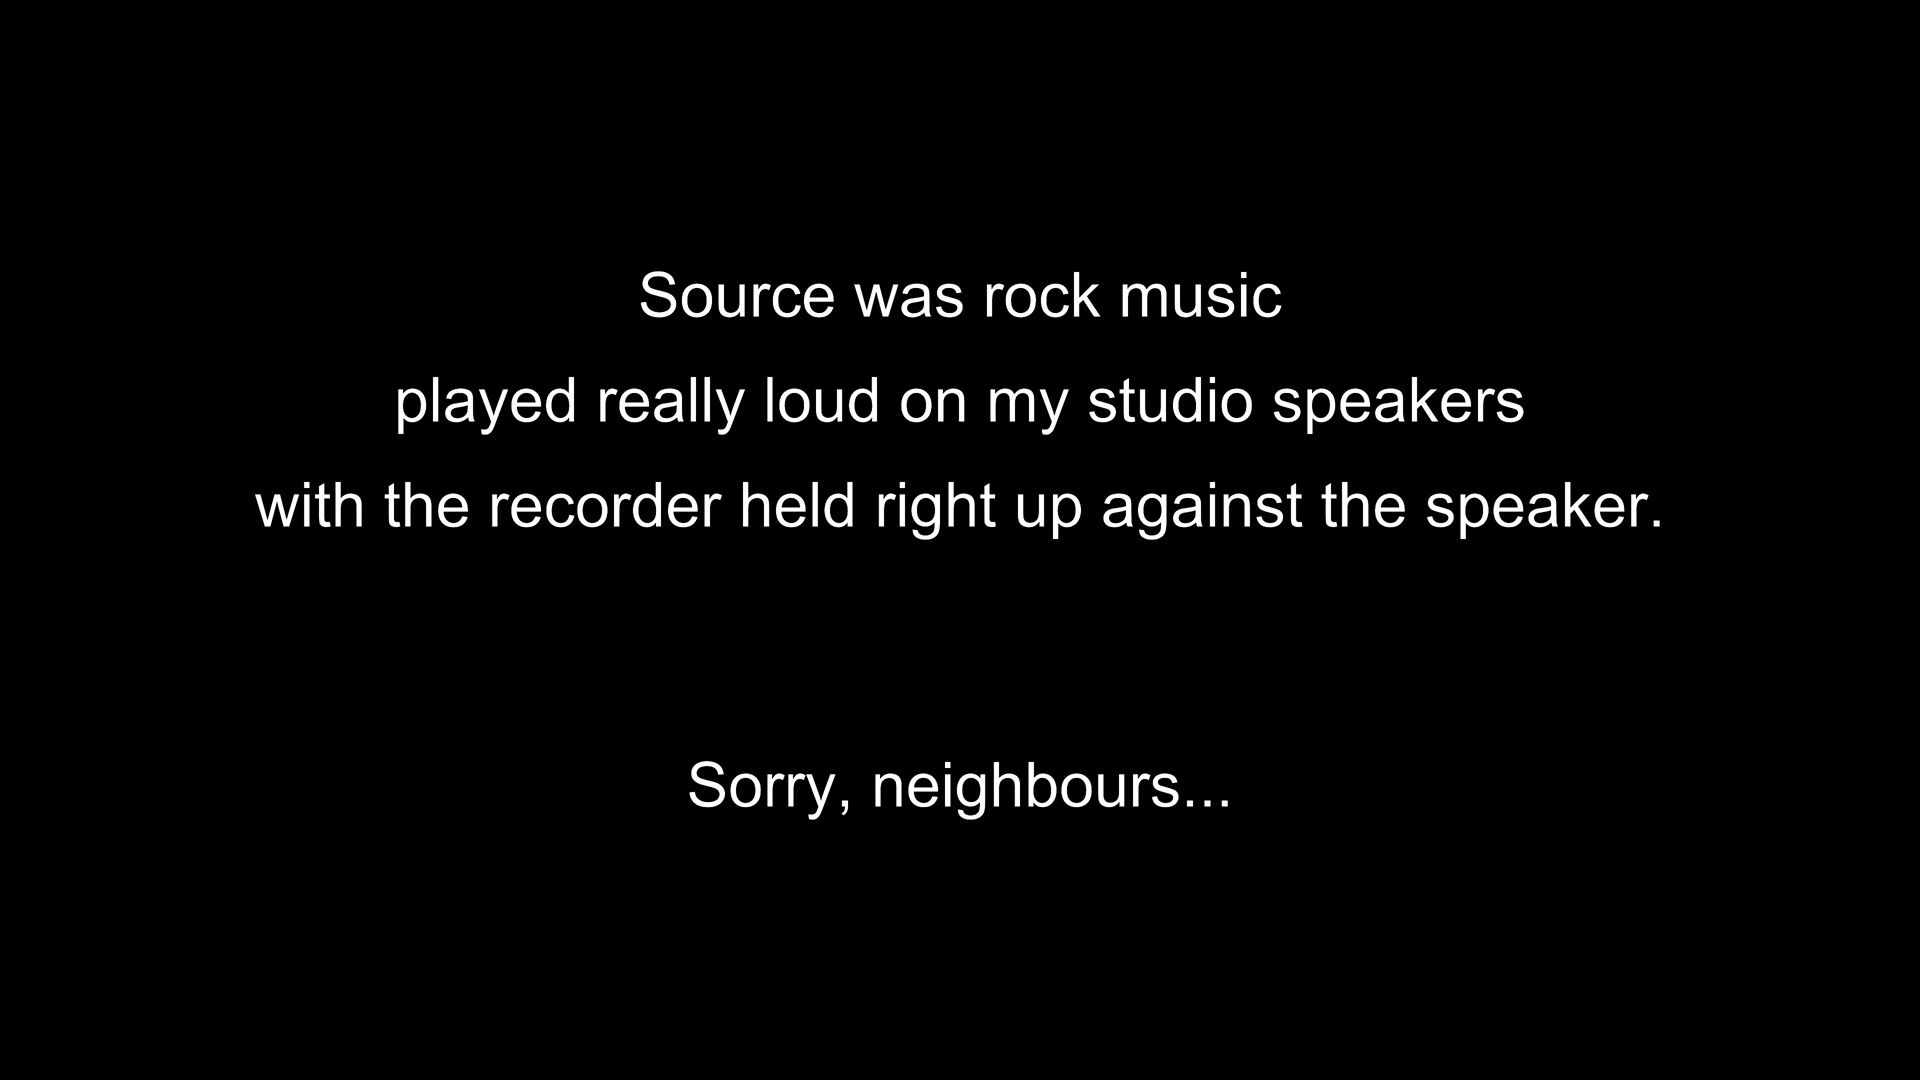 Source was rock music
played really loud on my studio speakers
with the recorder held right up against the speaker.
Sorry, neighbours...